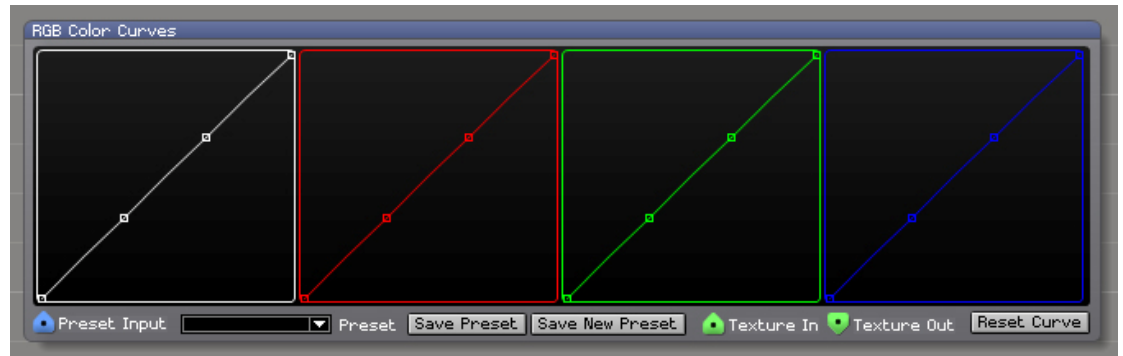 RGB Color Curves
Preset Input Preset Save Preset Save New Preset Texture In Texture Out Reset Curve